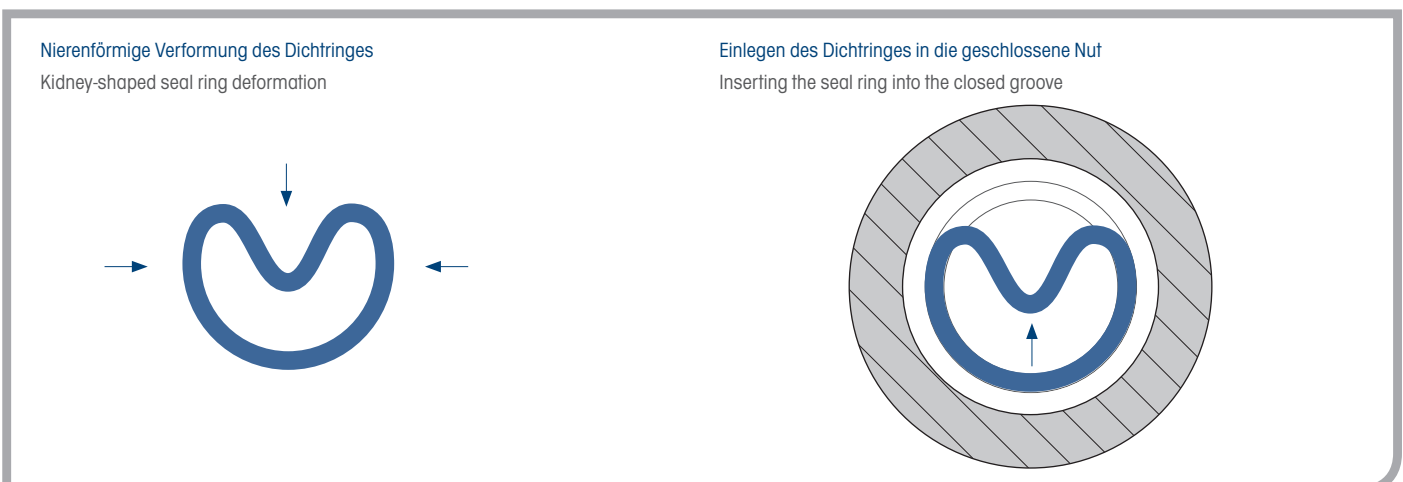 Nierenförmige Verformung des Dichtringes
Kidney-shaped seal ring deformation
Einlegen des Dichtringes in die geschlossene Nut
Inserting the seal ring into the closed groove